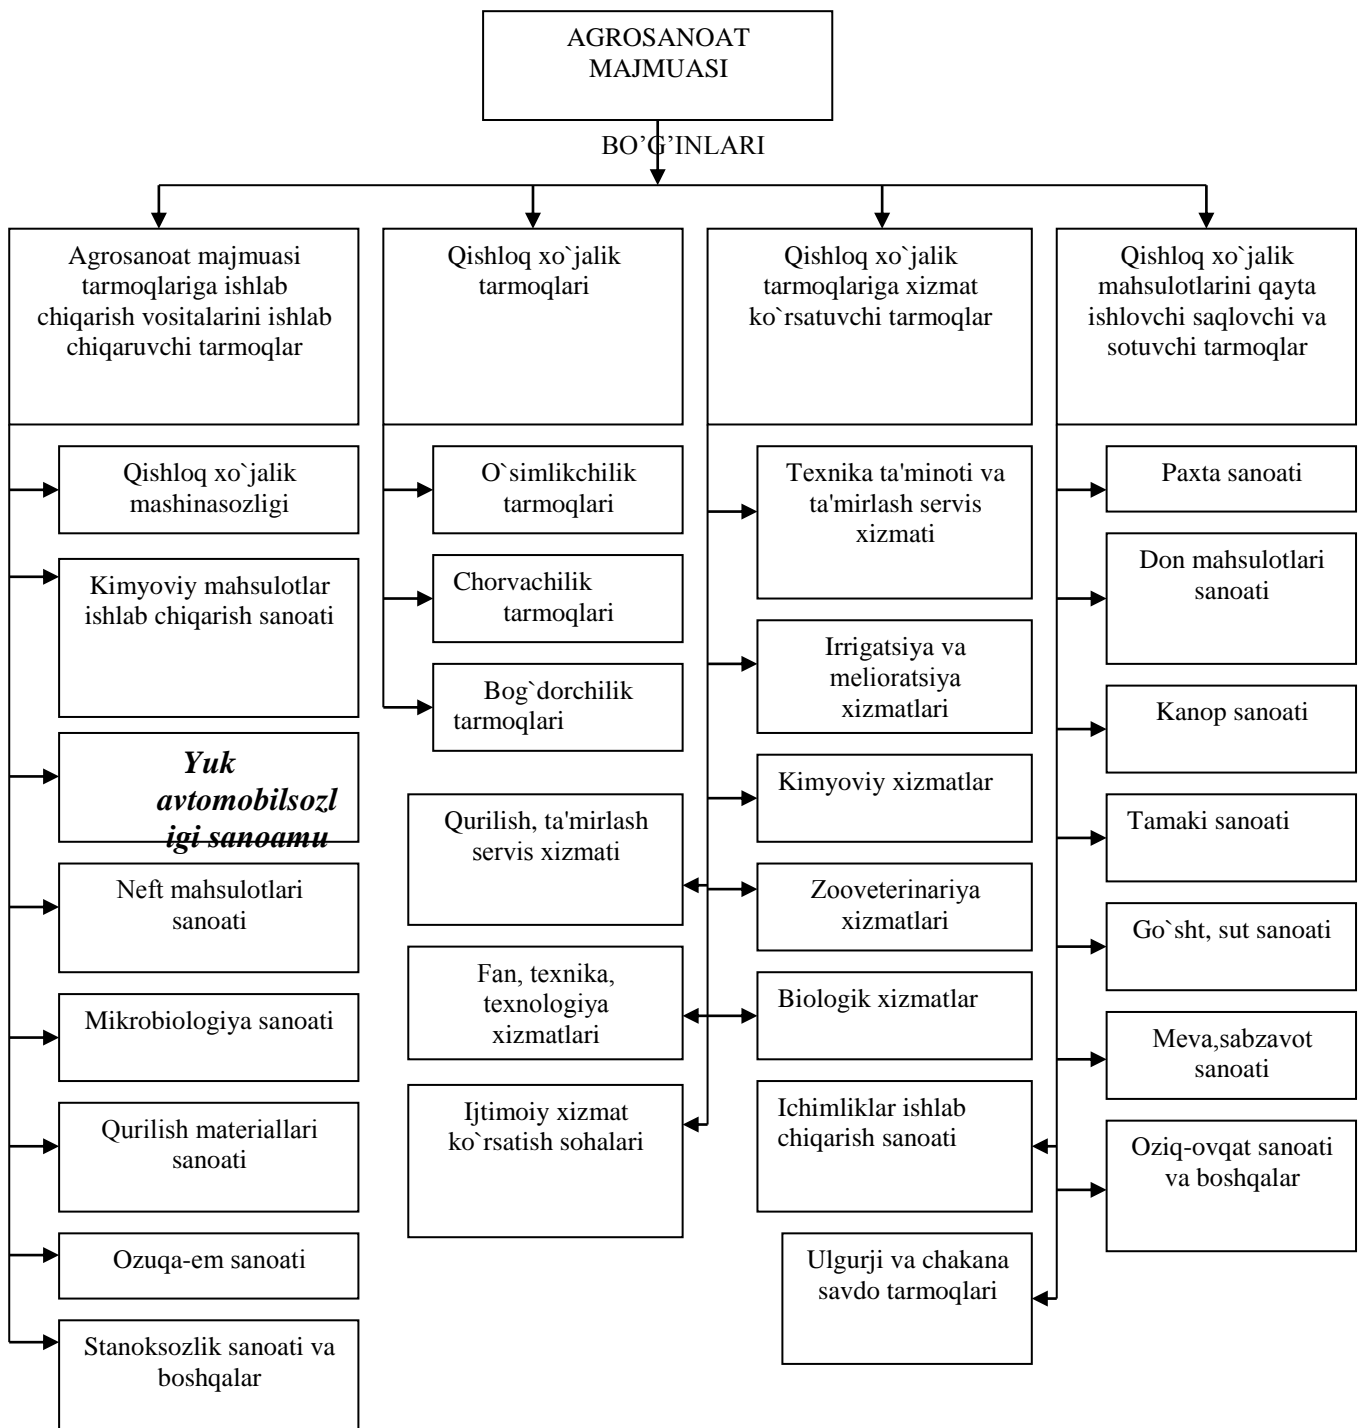 AGROSANOAT
MAJMUASI
BO’G’INLARI
Agrosanoat majmuasi
tarmoqlariga ishlab
chiqarish vositalarini ishlab
chiqaruvchi tarmoqlar
Qishloq xo`jalik
tarmoqlari
Qishloq xo`jalik
tarmoqlariga xizmat
ko`rsatuvchi tarmoqlar
Qishloq xo`jalik
mahsulotlarini qayta
ishlovchi saqlovchi va
sotuvchi tarmoqlar
Qishloq xo`jalik
mashinasozligi
Kimyoviy mahsulotlar
ishlab chiqarish sanoati
Yuk
avtomobilsozl
igi sanoamu
Neft mahsulotlari
sanoati
Mikrobiologiya sanoati
Qurilish materiallari
sanoati
Ozuqa-em sanoati
Stanoksozlik sanoati va
boshqalar
O`simlikchilik
tarmoqlari
Chorvachilik
tarmoqlari
Bog`dorchilik
tarmoqlari
Qurilish, ta'mirlash
servis xizmati
Fan, texnika,
texnologiya
xizmatlari
Ijtimoiy xizmat
ko`rsatish sohalari
Texnika ta'minoti va
ta'mirlash servis
xizmati
Irrigatsiya va
melioratsiya
xizmatlari
Kimyoviy xizmatlar
Zooveterinariya
xizmatlari
Biologik xizmatlar
Ichimliklar ishlab
chiqarish sanoati
Ulgurji va chakana
savdo tarmoqlari
Paxta sanoati
Don mahsulotlari
sanoati
Kanop sanoati
Tamaki sanoati
Go`sht, sut sanoati
Meva,sabzavot
sanoati
Oziq-ovqat sanoati
va boshqalar